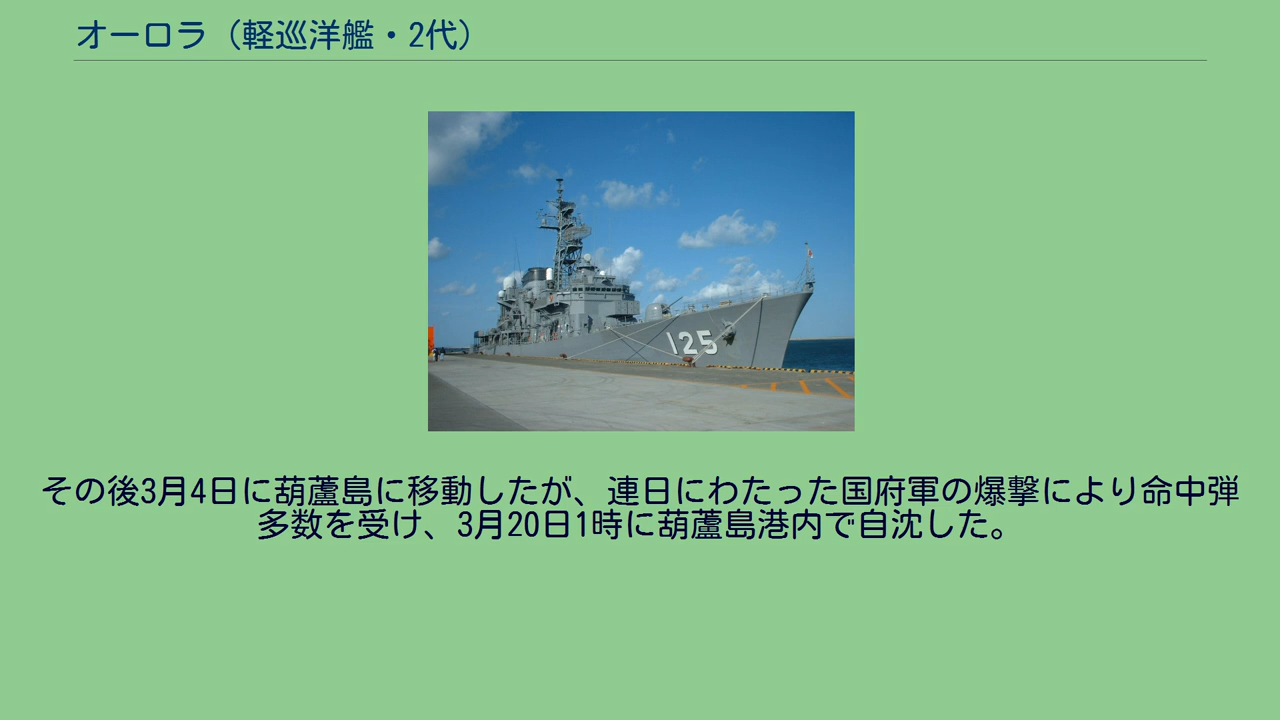 オーロラ（軽巡洋艦・2代）
125
その後3月4日に葫蘆島に移動したが、連日にわたった国府軍の爆撃により命中弾
多数を受け、3月20日1時に葫蘆島港内で自沈した。